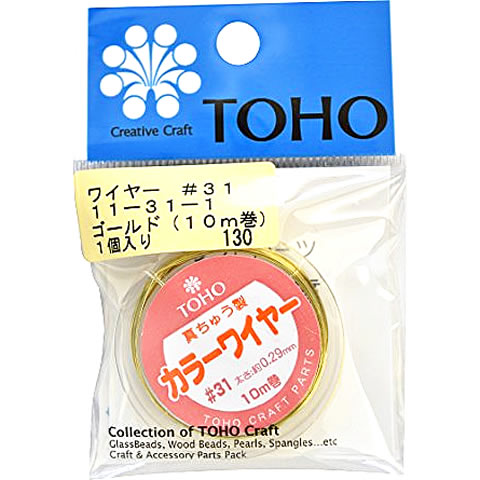 Creative Craft
TOHO
ワイヤー #31
11-31-1
ゴールド(10m巻)
1個入り 130
TOHO
真ちゅう製
カラーワイヤー
#31 太さ:約0.29mm
10m巻
TOHO CRAFT PARTS
Collection of TOHO Craft
GlassBeads, Wood Beads, Pearls, Spangles...etc
Craft & Accessory Parts Pack